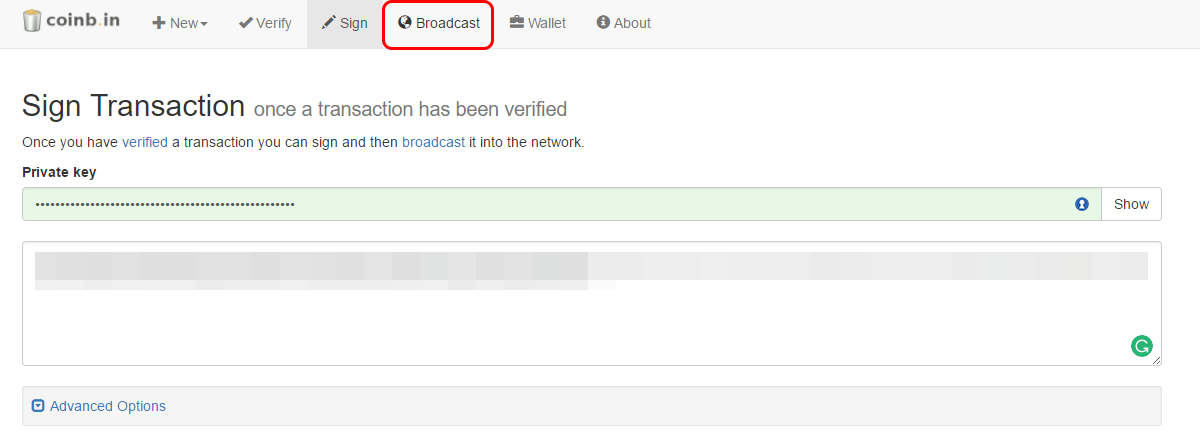 coinb.in New Verify Sign Broadcast Wallet About
Sign Transaction once a transaction has been verified
Once you have verified a transaction you can sign and then broadcast it into the network.
Private key
Show
Advanced Options